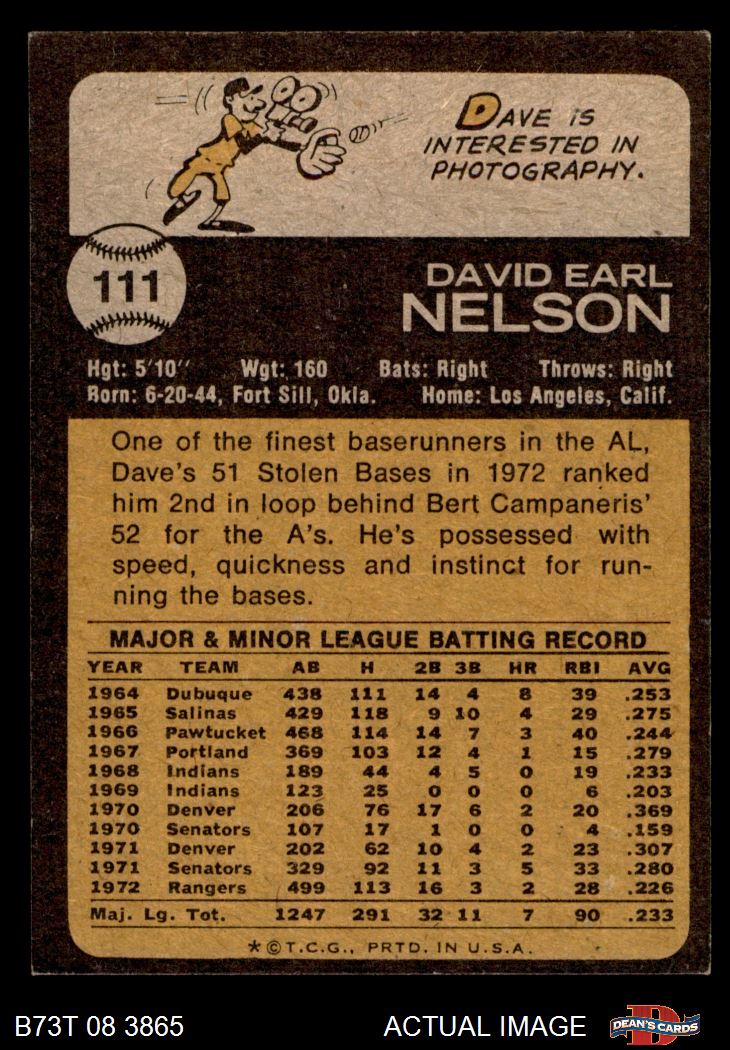 DAVE IS
INTERESTED IN
PHOTOGRAPHY.
111
DAVID EARL
NELSON
Hgt: 5'10" Wgt: 160 Bats: Right Throws: Right
Born: 6-20-44, Fort Sill, Okla. Home: Los Angeles, Calif.
One of the finest baserunners in the AL,
Dave's 51 Stolen Bases in 1972 ranked
him 2nd in loop behind Bert Campaneris'
52 for the A's. He's possessed with
speed, quickness and instinct for run-
ning the bases.
MAJOR & MINOR LEAGUE BATTING RECORD
YEAR TEAM AB H 2B 3B HR RBI AVG
1964 Dubuque 438 111 14 4 8 39 .253
1965 Salinas 429 118 9 10 4 29 .275
1966 Pawtucket 468 114 14 7 3 40 .244
1967 Portland 369 103 12 4 1 15 .279
1968 Indians 189 44 4 5 0 19 .233
1969 Indians 123 25 0 0 0 6 .203
1970 Denver 206 76 17 6 2 20 .369
1970 Senators 107 17 1 0 0 4 .159
1971 Denver 202 62 10 4 2 23 .307
1971 Senators 329 92 11 3 5 33 .280
1972 Rangers 499 113 16 3 2 28 .226
Maj. Lg. Tot. 1247 291 32 11 7 90 .233
*©T.C.G., PRTD. IN U.S.A.
B73T 08 3865 ACTUAL IMAGE DEAN'S CARDS